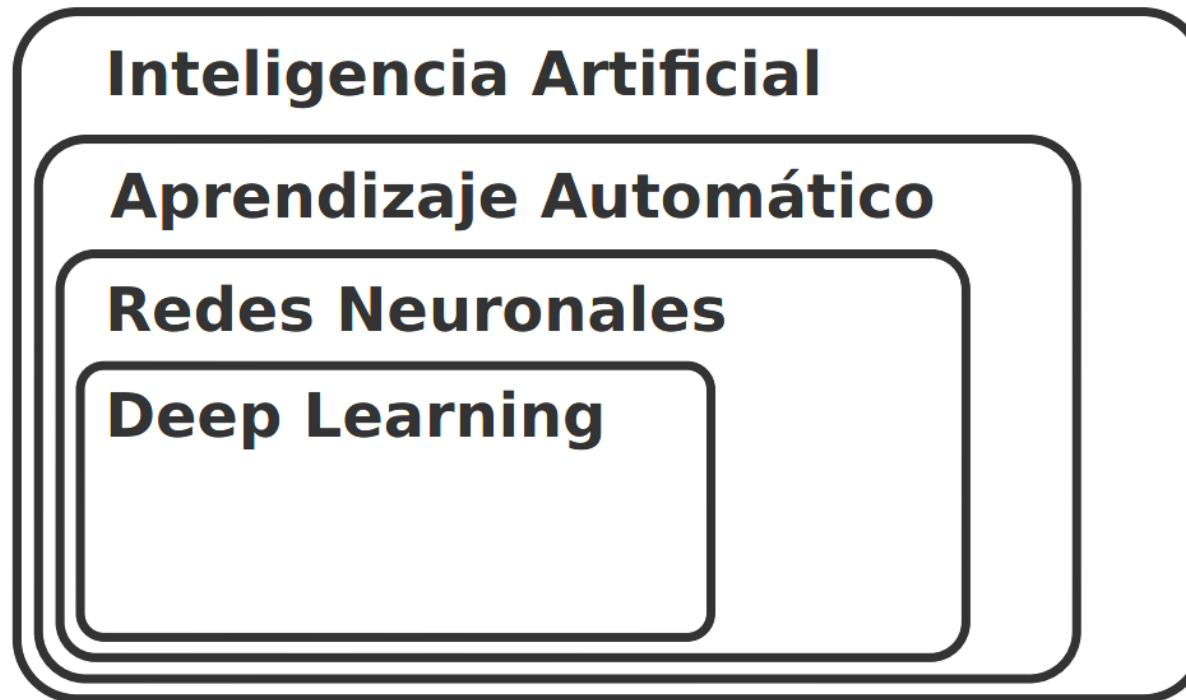 Inteligencia Artificial
Aprendizaje Automático
Redes Neuronales
Deep Learning